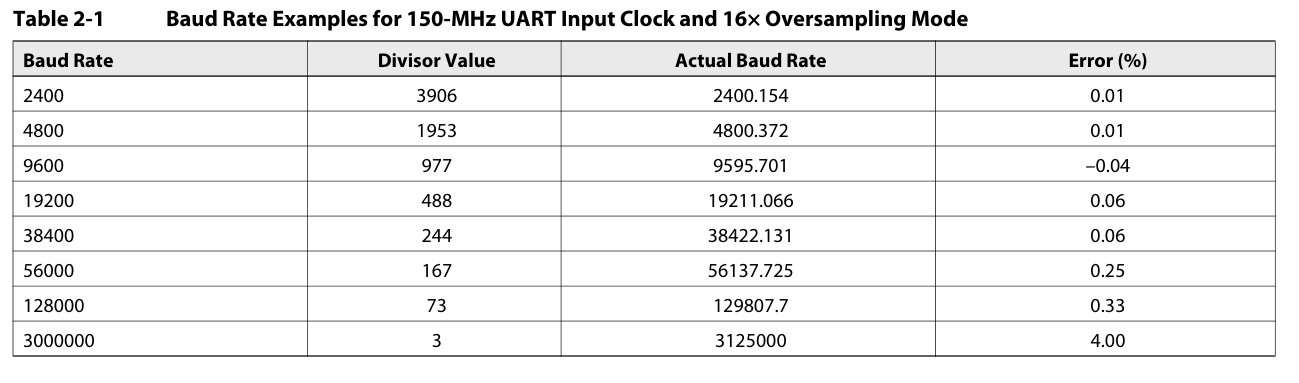 Table 2-1 Baud Rate Examples for 150-MHz UART Input Clock and 16× Oversampling Mode
Baud Rate Divisor Value Actual Baud Rate Error (%)
2400 3906 2400.154 0.01
4800 1953 4800.372 0.01
9600 977 9595.701 –0.04
19200 488 19211.066 0.06
38400 244 38422.131 0.06
56000 167 56137.725 0.25
128000 73 129807.7 0.33
3000000 3 3125000 4.00